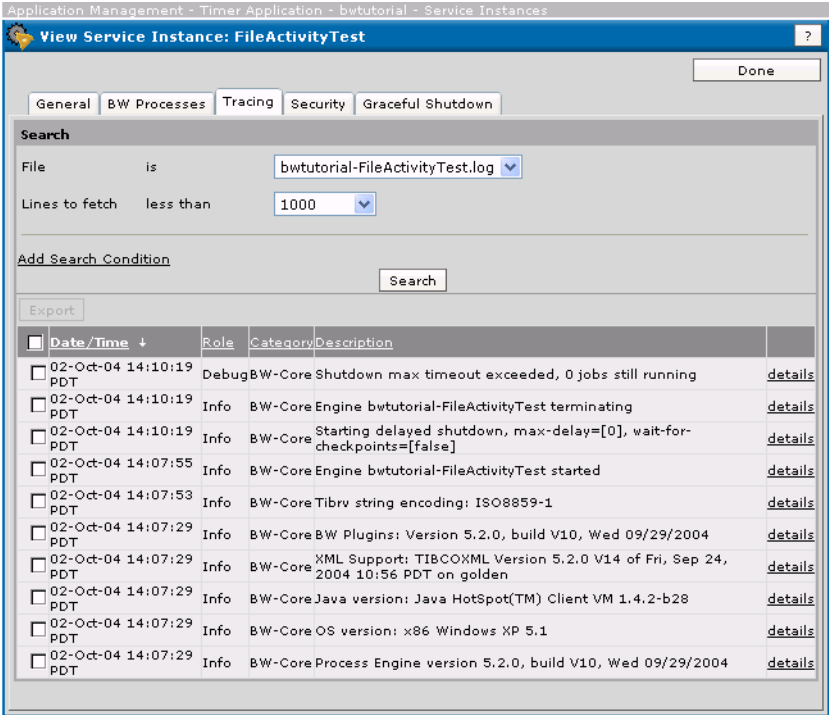 Application Management - Timer Application - bwtutorial - Service Instances
View Service Instance: FileActivityTest ?
Done
General BW Processes Tracing Security Graceful Shutdown
Search
File is bwtutorial-FileActivityTest.log
Lines to fetch less than 1000
Add Search Condition
Search
Export
Date/Time ↓ Role Category Description
02-Oct-04 14:10:19 PDT Debug BW-Core Shutdown max timeout exceeded, 0 jobs still running details
02-Oct-04 14:10:19 PDT Info BW-Core Engine bwtutorial-FileActivityTest terminating details
02-Oct-04 14:10:19 PDT Info BW-Core Starting delayed shutdown, max-delay=[0], wait-for-checkpoints=[false] details
02-Oct-04 14:07:55 PDT Info BW-Core Engine bwtutorial-FileActivityTest started details
02-Oct-04 14:07:53 PDT Info BW-Core Tibrv string encoding: ISO8859-1 details
02-Oct-04 14:07:29 PDT Info BW-Core BW Plugins: Version 5.2.0, build V10, Wed 09/29/2004 details
02-Oct-04 14:07:29 PDT Info BW-Core XML Support: TIBCOXML Version 5.2.0 V14 of Fri, Sep 24, 2004 10:56 PDT on golden details
02-Oct-04 14:07:29 PDT Info BW-Core Java version: Java HotSpot(TM) Client VM 1.4.2-b28 details
02-Oct-04 14:07:29 PDT Info BW-Core OS version: x86 Windows XP 5.1 details
02-Oct-04 14:07:29 PDT Info BW-Core Process Engine version 5.2.0, build V10, Wed 09/29/2004 details